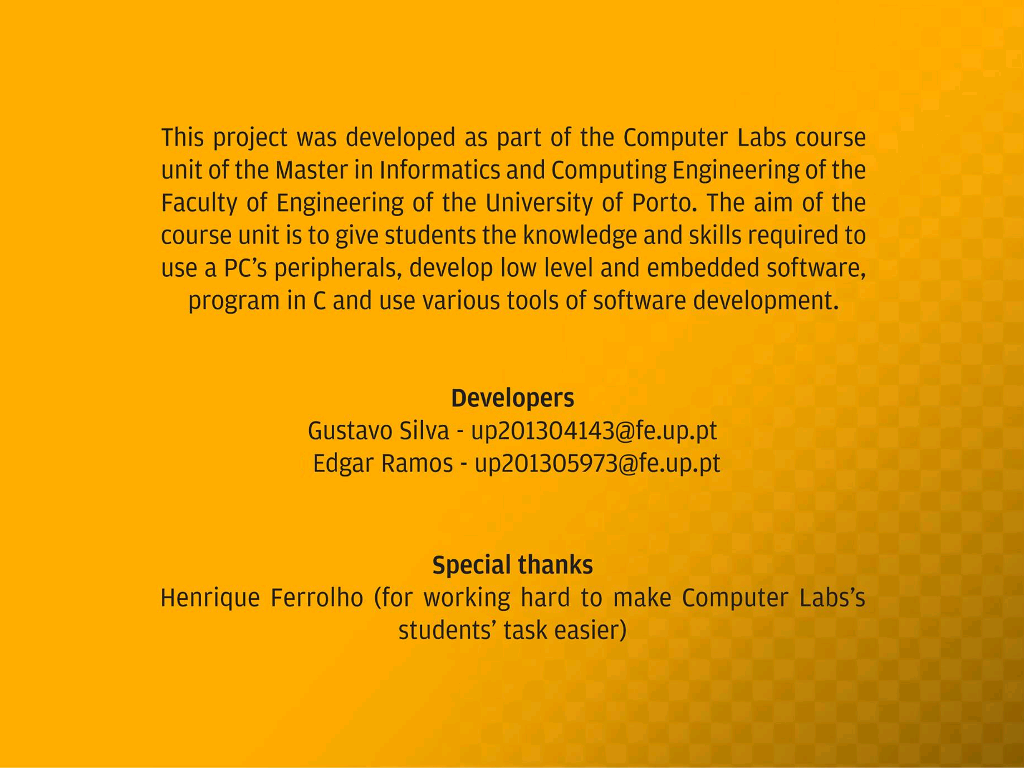 This project was developed as part of the Computer Labs course
unit of the Master in Informatics and Computing Engineering of the
Faculty of Engineering of the University of Porto. The aim of the
course unit is to give students the knowledge and skills required to
use a PC’s peripherals, develop low level and embedded software,
program in C and use various tools of software development.
Developers
Gustavo Silva - up201304143@fe.up.pt
Edgar Ramos - up201305973@fe.up.pt
Special thanks
Henrique Ferrolho (for working hard to make Computer Labs’s
students’ task easier)